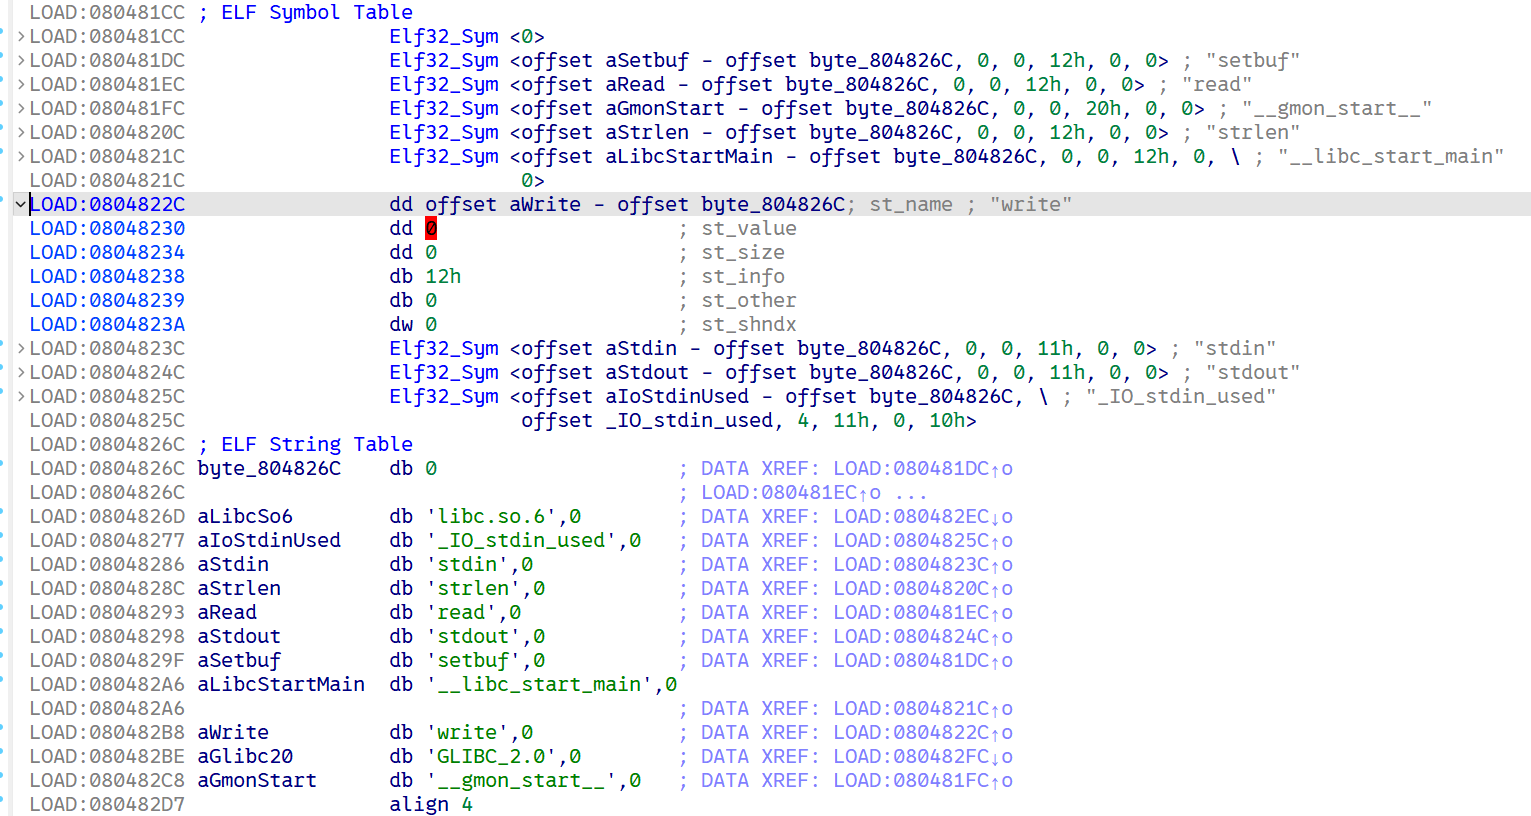 LOAD:080481CC ; ELF Symbol Table
LOAD:080481CC Elf32_Sym <0>
LOAD:080481DC Elf32_Sym <offset aSetbuf - offset byte_804826C, 0, 0, 12h, 0, 0> ; "setbuf"
LOAD:080481EC Elf32_Sym <offset aRead - offset byte_804826C, 0, 0, 12h, 0, 0> ; "read"
LOAD:080481FC Elf32_Sym <offset aGmonStart - offset byte_804826C, 0, 0, 20h, 0, 0> ; "__gmon_start__"
LOAD:0804820C Elf32_Sym <offset aStrlen - offset byte_804826C, 0, 0, 12h, 0, 0> ; "strlen"
LOAD:0804821C Elf32_Sym <offset aLibcStartMain - offset byte_804826C, 0, 0, 12h, 0, \ ; "__libc_start_main"
LOAD:0804821C 0>
LOAD:0804822C dd offset aWrite - offset byte_804826C; st_name ; "write"
LOAD:08048230 dd 0 ; st_value
LOAD:08048234 dd 0 ; st_size
LOAD:08048238 db 12h ; st_info
LOAD:08048239 db 0 ; st_other
LOAD:0804823A dw 0 ; st_shndx
LOAD:0804823C Elf32_Sym <offset aStdin - offset byte_804826C, 0, 0, 11h, 0, 0> ; "stdin"
LOAD:0804824C Elf32_Sym <offset aStdout - offset byte_804826C, 0, 0, 11h, 0, 0> ; "stdout"
LOAD:0804825C Elf32_Sym <offset aIoStdinUsed - offset byte_804826C, \ ; "_IO_stdin_used"
LOAD:0804825C offset _IO_stdin_used, 4, 11h, 0, 10h>
LOAD:0804826C ; ELF String Table
LOAD:0804826C byte_804826C db 0 ; DATA XREF: LOAD:080481DC↑o
LOAD:0804826C ; LOAD:080481EC↑o ...
LOAD:0804826D aLibcSo6 db 'libc.so.6',0 ; DATA XREF: LOAD:080482EC↓o
LOAD:08048277 aIoStdinUsed db '_IO_stdin_used',0 ; DATA XREF: LOAD:0804825C↑o
LOAD:08048286 aStdin db 'stdin',0 ; DATA XREF: LOAD:0804823C↑o
LOAD:0804828C aStrlen db 'strlen',0 ; DATA XREF: LOAD:0804820C↑o
LOAD:08048293 aRead db 'read',0 ; DATA XREF: LOAD:080481EC↑o
LOAD:08048298 aStdout db 'stdout',0 ; DATA XREF: LOAD:0804824C↑o
LOAD:0804829F aSetbuf db 'setbuf',0 ; DATA XREF: LOAD:080481DC↑o
LOAD:080482A6 aLibcStartMain db '__libc_start_main',0
LOAD:080482A6 ; DATA XREF: LOAD:0804821C↑o
LOAD:080482B8 aWrite db 'write',0 ; DATA XREF: LOAD:0804822C↑o
LOAD:080482BE aGlibc20 db 'GLIBC_2.0',0 ; DATA XREF: LOAD:080482FC↓o
LOAD:080482C8 aGmonStart db '__gmon_start__',0 ; DATA XREF: LOAD:080481FC↑o
LOAD:080482D7 align 4